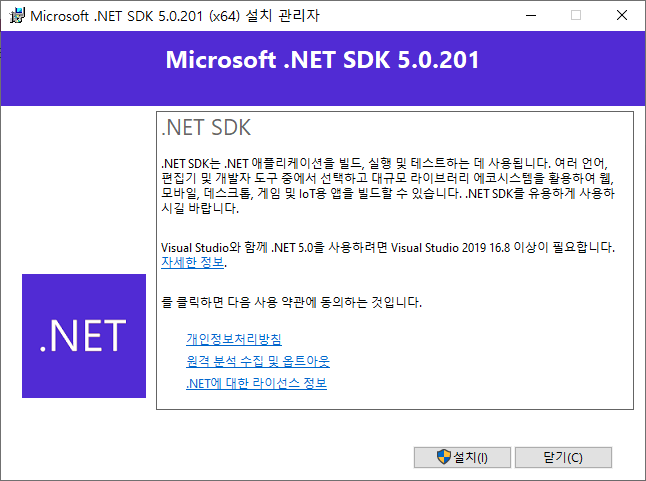 Microsoft .NET SDK 5.0.201 (x64) 설치 관리자
Microsoft .NET SDK 5.0.201
.NET SDK
.NET SDK는 .NET 애플리케이션을 빌드, 실행 및 테스트하는 데 사용됩니다. 여러 언어,
편집기 및 개발자 도구 중에서 선택하고 대규모 라이브러리 에코시스템을 활용하여 웹,
모바일, 데스크톱, 게임 및 IoT용 앱을 빌드할 수 있습니다. .NET SDK를 유용하게 사용하
시길 바랍니다.
Visual Studio와 함께 .NET 5.0을 사용하려면 Visual Studio 2019 16.8 이상이 필요합니다.
자세한 정보.
를 클릭하면 다음 사용 약관에 동의하는 것입니다.
개인정보처리방침
원격 분석 수집 및 옵트아웃
.NET에 대한 라이선스 정보
.NET
설치(I)
닫기(C)